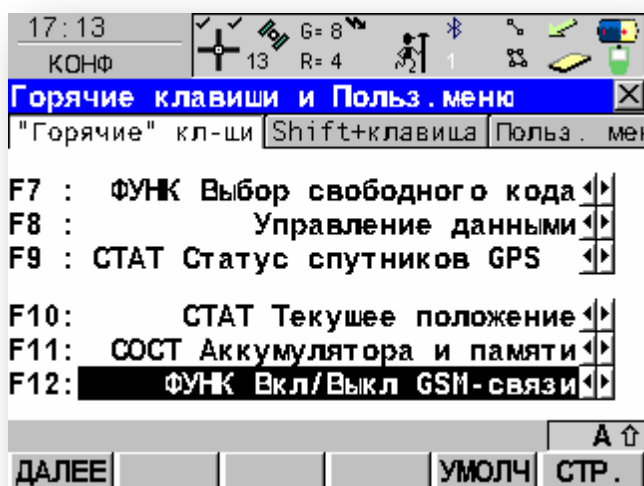 17:13 G= 8
КОНФ 13 R= 4 1
Горячие клавиши и Польз.меню
"Горячие" кл-ши Shift+клавиша Польз. мен
F7 : ФУНК Выбор свободного кода
F8 : Управление данными
F9 : СТАТ Статус спутников GPS
F10: СТАТ Текушее положение
F11: СОСТ Аккумулятора и памяти
F12: ФУНК Вкл/Выкл GSM-связи
A
ДАЛЕЕ УМОЛЧ СТР.